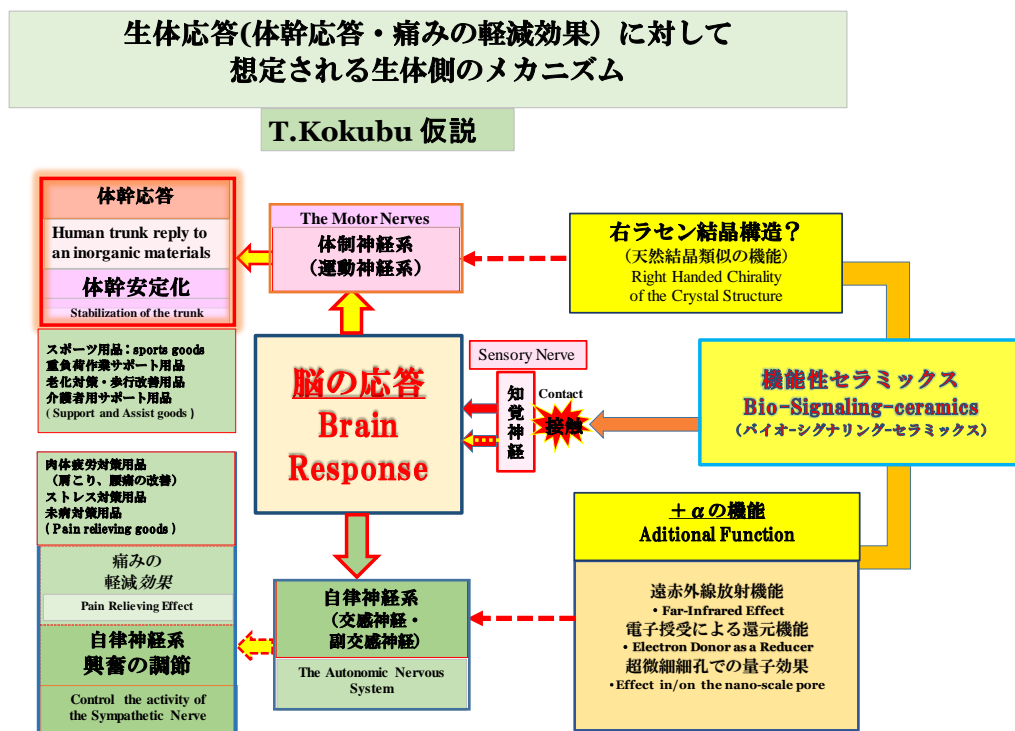 生体応答(体幹応答・痛みの軽減効果）に対して
想定される生体側のメカニズム
T.Kokubu 仮説
体幹応答
Human trunk reply to
an inorganic materials
体幹安定化
Stabilization of the trunk
スポーツ用品：sports goods
重負荷作業サポート用品
老化対策・歩行改善用品
介護者用サポート用品
( Support and Assist goods )
肉体疲労対策用品
（肩こり、腰痛の改善）
ストレス対策用品
未病対策用品
( Pain relieving goods )
痛みの
軽減効果
Pain Relieving Effect
自律神経系
興奮の調節
Control the activity of
the Sympathetic Nerve
The Motor Nerves
体制神経系
（運動神経系）
脳の応答
Brain
Response
自律神経系
（交感神経・
副交感神経）
The Autonomic Nervous
System
Sensory Nerve
知覚神経
Contact
接触
右ラセン結晶構造？
（天然結晶類似の機能）
Right Handed Chirality
of the Crystal Structure
機能性セラミックス
Bio-Signaling-ceramics
（バイオ-シグナリング-セラミックス）
＋αの機能
Aditional Function
遠赤外線放射機能
• Far-Infrared Effect
電子授受による還元機能
• Electron Donor as a Reducer
超微細細孔での量子効果
• Effect in/on the nano-scale pore